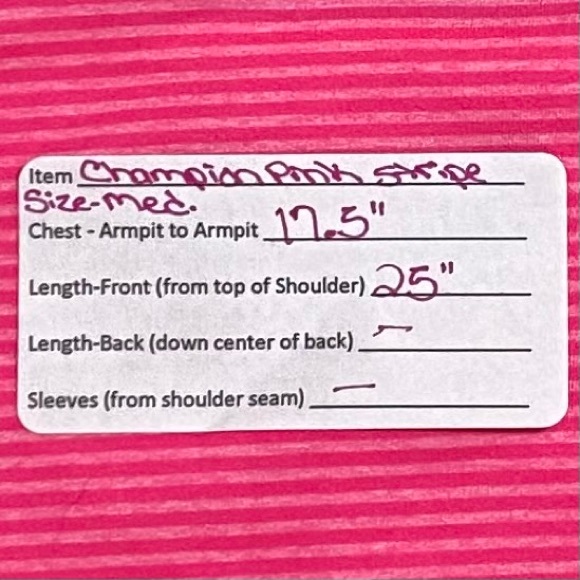 Item Champion Pink stripe
Size-Med.
Chest - Armpit to Armpit 17.5"
Length-Front (from top of Shoulder) 25"
Length-Back (down center of back) —
Sleeves (from shoulder seam) —